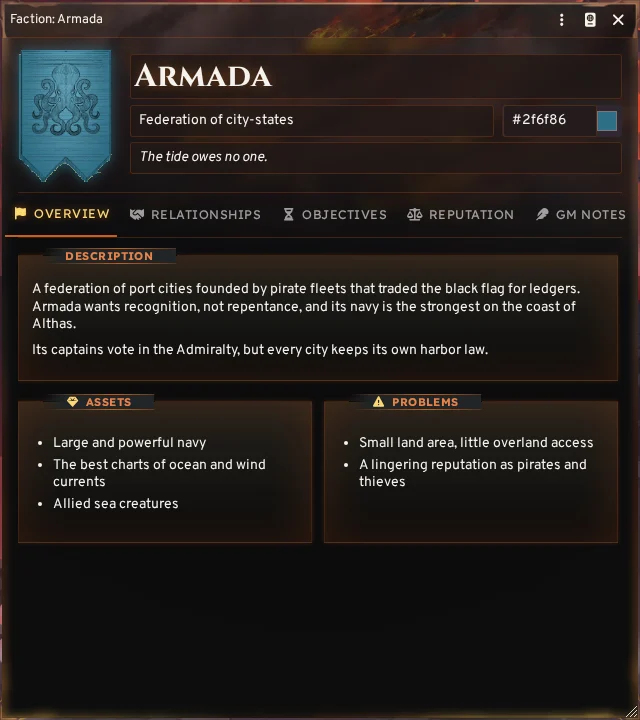 Faction: Armada
ARMADA
Federation of city-states
#2f6f86
The tide owes no one.
OVERVIEW RELATIONSHIPS OBJECTIVES REPUTATION GM NOTES
DESCRIPTION
A federation of port cities founded by pirate fleets that traded the black flag for ledgers.
Armada wants recognition, not repentance, and its navy is the strongest on the coast of
Althas.
Its captains vote in the Admiralty, but every city keeps its own harbor law.
ASSETS
• Large and powerful navy
• The best charts of ocean and wind
currents
• Allied sea creatures
PROBLEMS
• Small land area, little overland access
• A lingering reputation as pirates and
thieves